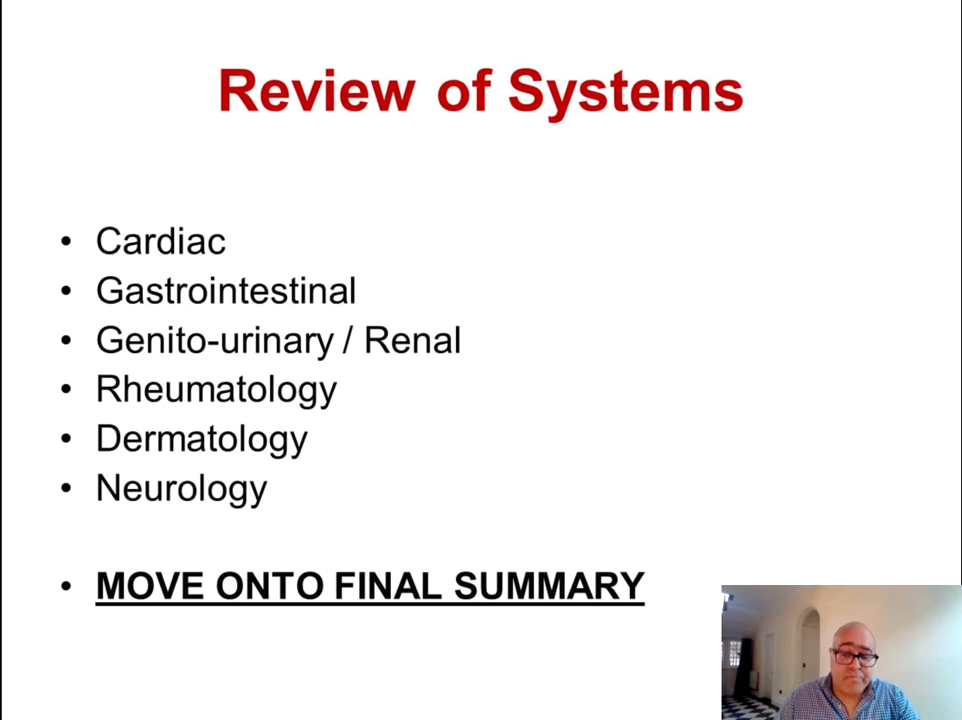 Review of Systems
• Cardiac
• Gastrointestinal
• Genito-urinary / Renal
• Rheumatology
• Dermatology
• Neurology
• MOVE ONTO FINAL SUMMARY